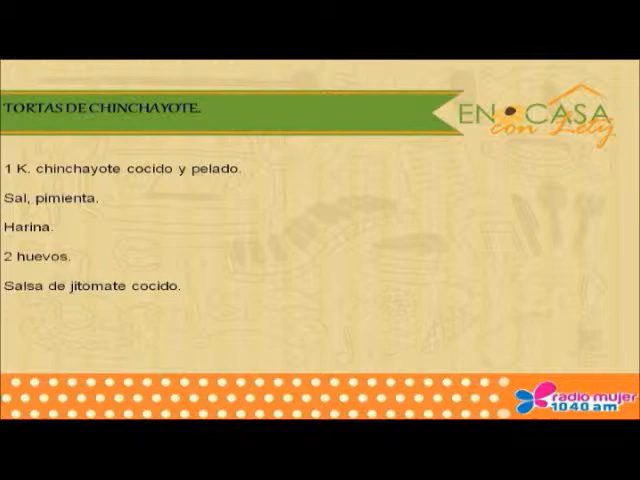 TORTAS DE CHINCHAYOTE.
EN CASA
con Lety
1 K. chinchayote cocido y pelado.
Sal, pimienta.
Harina.
2 huevos.
Salsa de jitomate cocido.
radio mujer
1040 am